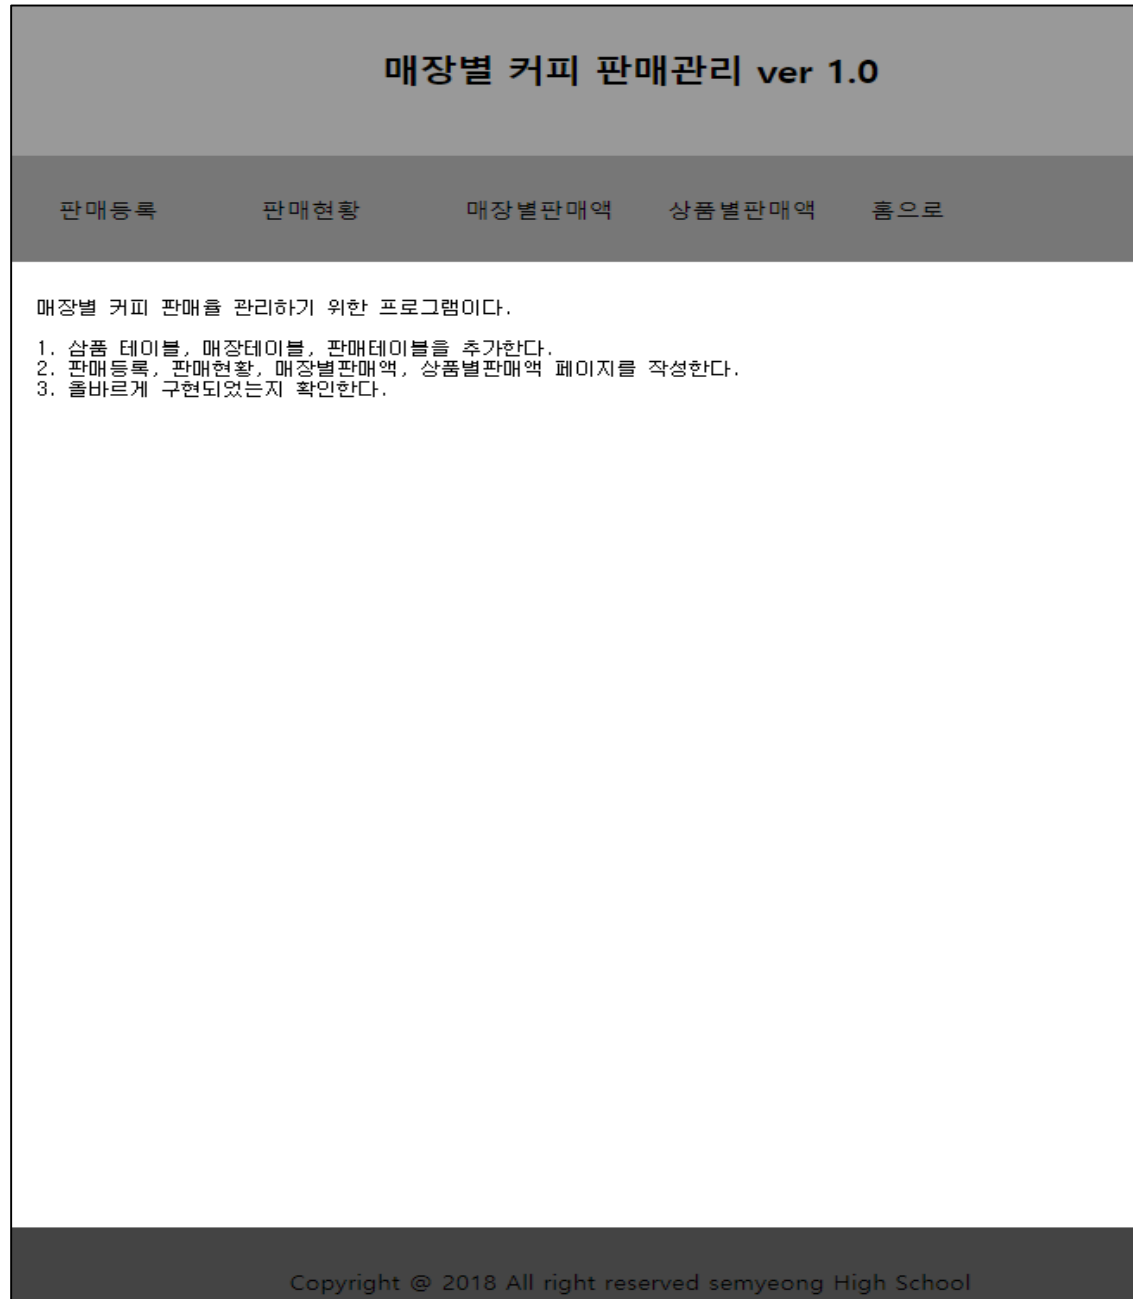 매장별 커피 판매관리 ver 1.0
판매등록 판매현황 매장별판매액 상품별판매액 홈으로
매장별 커피 판매율 관리하기 위한 프로그램이다.
1. 삼품 테이블, 매장테이블, 판매테이블을 추가한다.
2. 판매등록, 판매현황, 매장별판매액, 상품별판매액 페이지를 작성한다.
3. 올바르게 구현되었는지 확인한다.
Copyright @ 2018 All right reserved semyeong High School